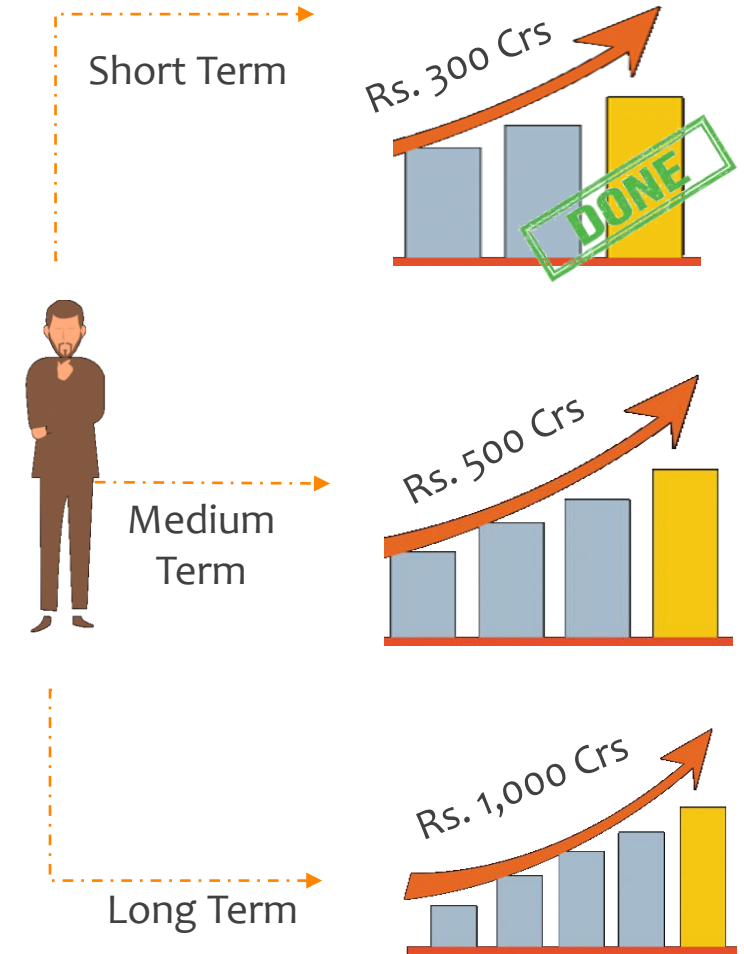 Short Term
Rs. 300 Crs
DONE
Medium
Term
Rs. 500 Crs
Long Term
Rs. 1,000 Crs